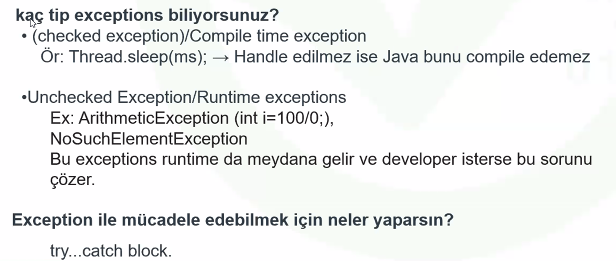 kaç tip exceptions biliyorsunuz?
• (checked exception)/Compile time exception
Ör: Thread.sleep(ms); → Handle edilmez ise Java bunu compile edemez
•Unchecked Exception/Runtime exceptions
Ex: ArithmeticException (int i=100/0;),
NoSuchElementException
Bu exceptions runtime da meydana gelir ve developer isterse bu sorunu
çözer.
Exception ile mücadele edebilmek için neler yaparsın?
try...catch block.